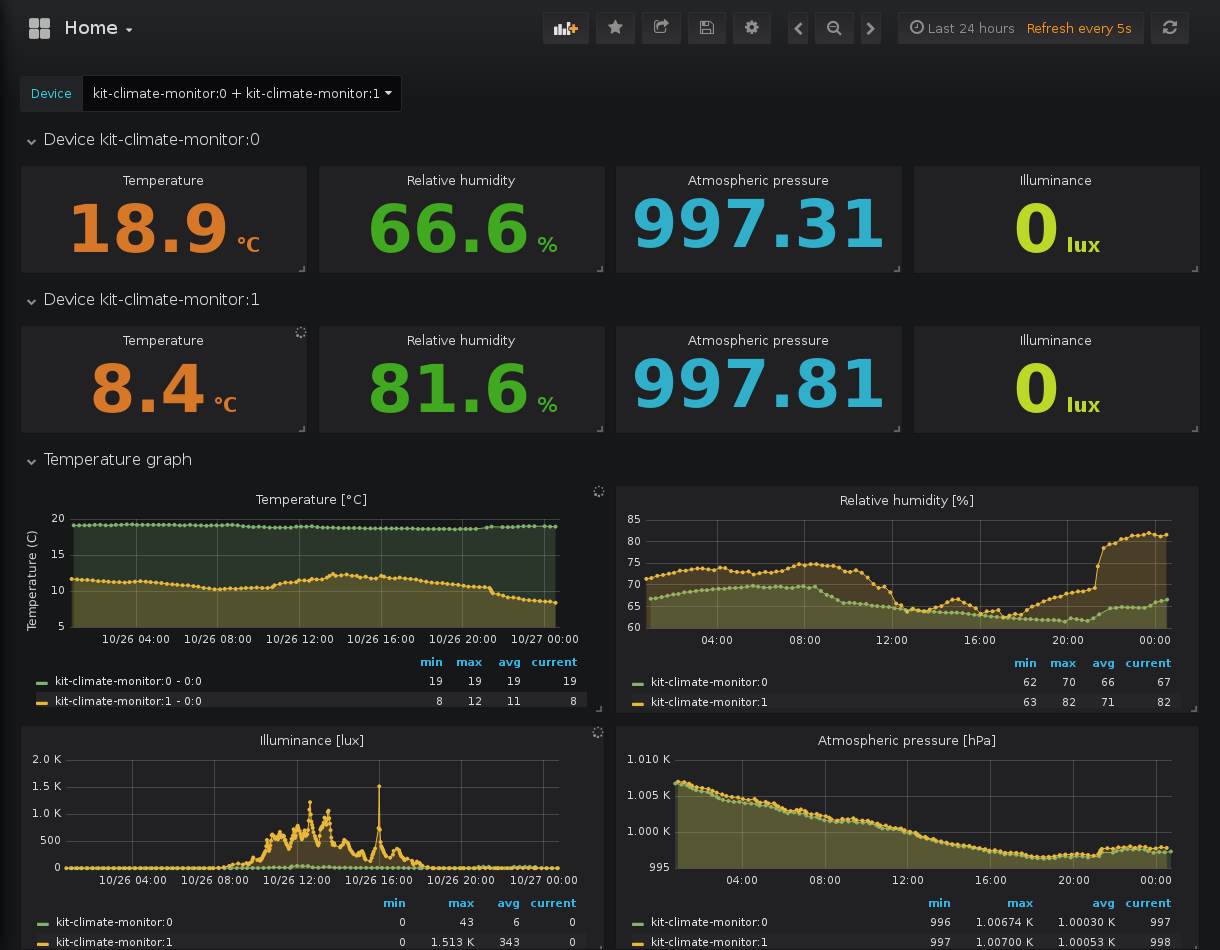 Home
Last 24 hours Refresh every 5s
Device kit-climate-monitor:0 + kit-climate-monitor:1
Device kit-climate-monitor:0
Temperature Relative humidity Atmospheric pressure Illuminance
18.9 °C 66.6 % 997.31 0 lux
Device kit-climate-monitor:1
Temperature Relative humidity Atmospheric pressure Illuminance
8.4 °C 81.6 % 997.81 0 lux
Temperature graph
Temperature [°C]
Temperature (C)
20
15
10
5
10/26 04:00 10/26 08:00 10/26 12:00 10/26 16:00 10/26 20:00 10/27 00:00
min max avg current
kit-climate-monitor:0 - 0:0 19 19 19 19
kit-climate-monitor:1 - 0:0 8 12 11 8
Relative humidity [%]
85
80
75
70
65
60
04:00 08:00 12:00 16:00 20:00 00:00
min max avg current
kit-climate-monitor:0 62 70 66 67
kit-climate-monitor:1 63 82 71 82
Illuminance [lux]
2.0 K
1.5 K
1.0 K
500
0
10/26 04:00 10/26 08:00 10/26 12:00 10/26 16:00 10/26 20:00 10/27 00:00
min max avg current
kit-climate-monitor:0 0 43 6 0
kit-climate-monitor:1 0 1.513 K 343 0
Atmospheric pressure [hPa]
1.010 K
1.005 K
1.000 K
995
04:00 08:00 12:00 16:00 20:00 00:00
min max avg current
kit-climate-monitor:0 996 1.00674 K 1.00030 K 997
kit-climate-monitor:1 997 1.00700 K 1.00053 K 998